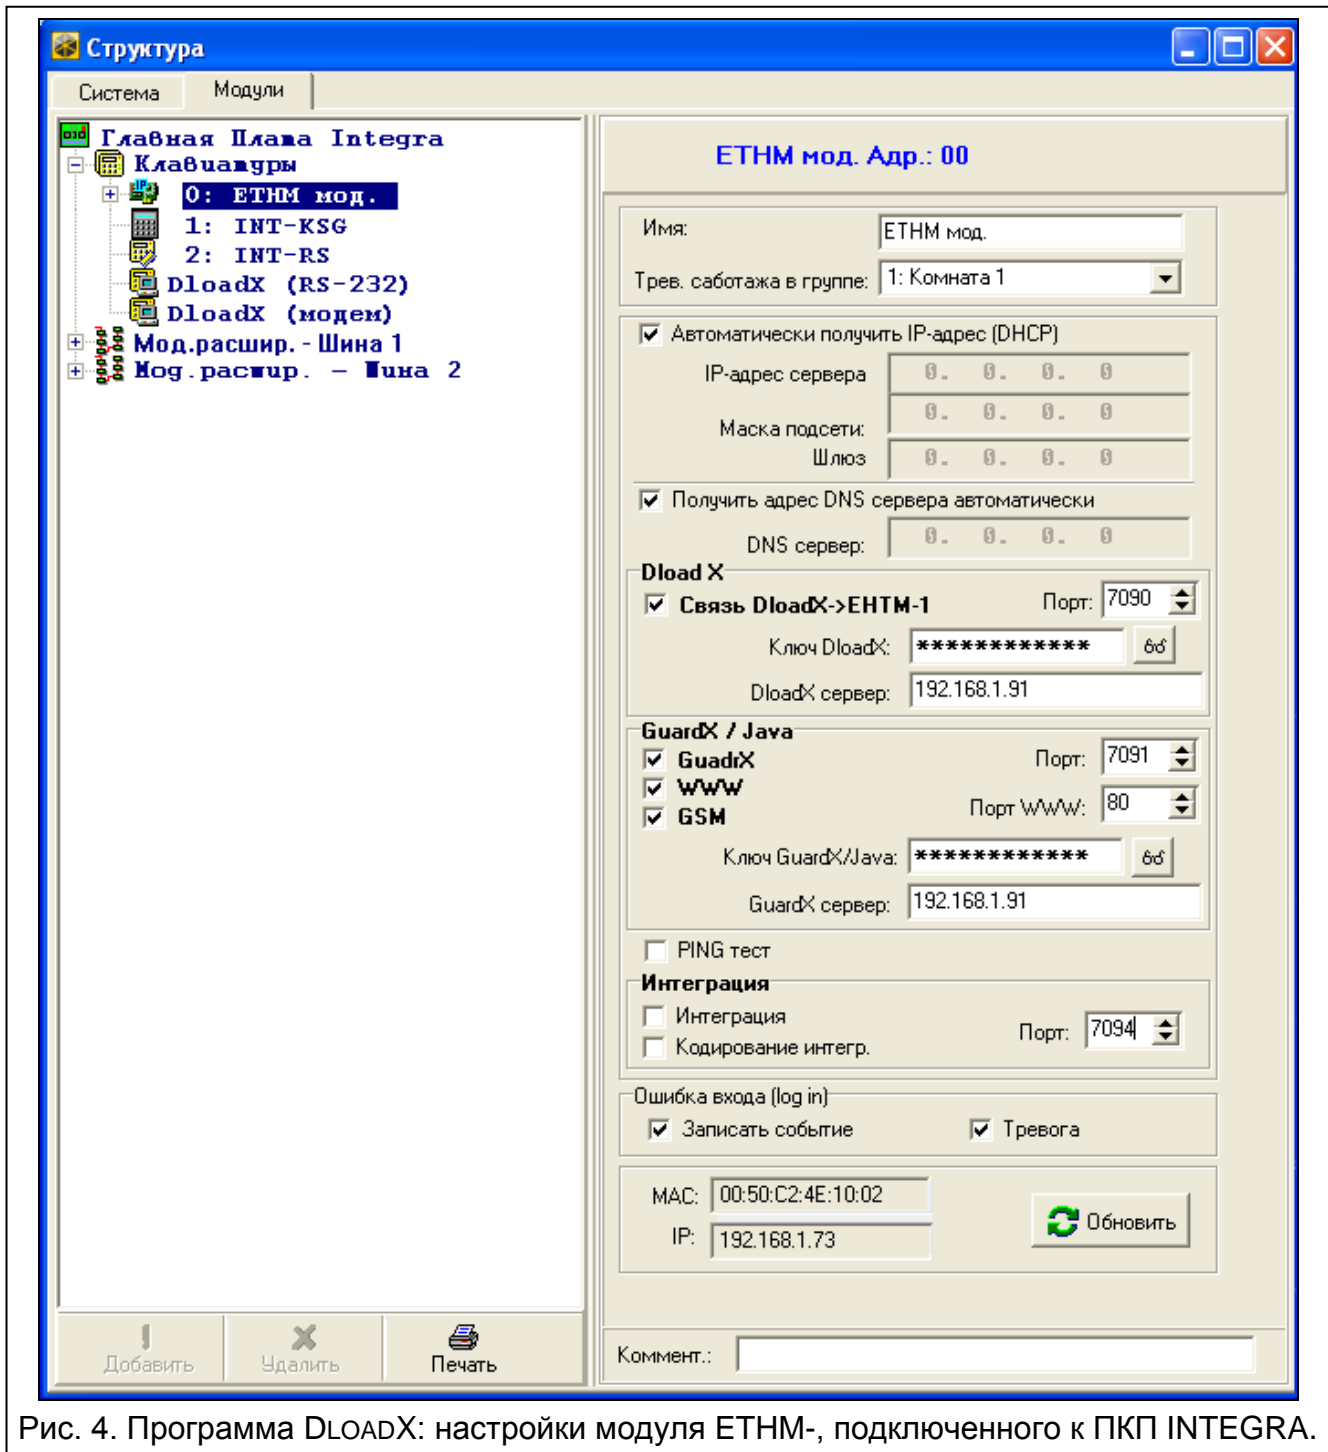 Структура
Система
Модули
Главная Плата Integra
Клавиатуры
0: ETHM мод.
1: INT-KSG
2: INT-RS
DloadX (RS-232)
DloadX (модем)
Мод.расшир. - Шина 1
Мод.расшир. – Шина 2
Добавить
Удалить
Печать
ETHM мод. Адр.: 00
Имя: ETHM мод.
Трев. саботажа в группе: 1: Комната 1
Автоматически получить IP-адрес (DHCP)
IP-адрес сервера 0. 0. 0. 0
Маска подсети: 0. 0. 0. 0
Шлюз 0. 0. 0. 0
Получить адрес DNS сервера автоматически
DNS сервер: 0. 0. 0. 0
Dload X
Связь DloadX->EHTM-1 Порт: 7090
Ключ DloadX: ************
DloadX сервер: 192.168.1.91
GuardX / Java
GuadrX Порт: 7091
WWW
Порт WWW: 80
GSM
Ключ GuardX/Java: ************
GuardX сервер: 192.168.1.91
PING тест
Интеграция
Интеграция
Порт: 7094
Кодирование интегр.
Ошибка входа (log in)
Записать событие Тревога
MAC: 00:50:C2:4E:10:02
IP: 192.168.1.73
Обновить
Коммент.:
Рис. 4. Программа DLOADX: настройки модуля ETHM-, подключенного к ПКП INTEGRA.